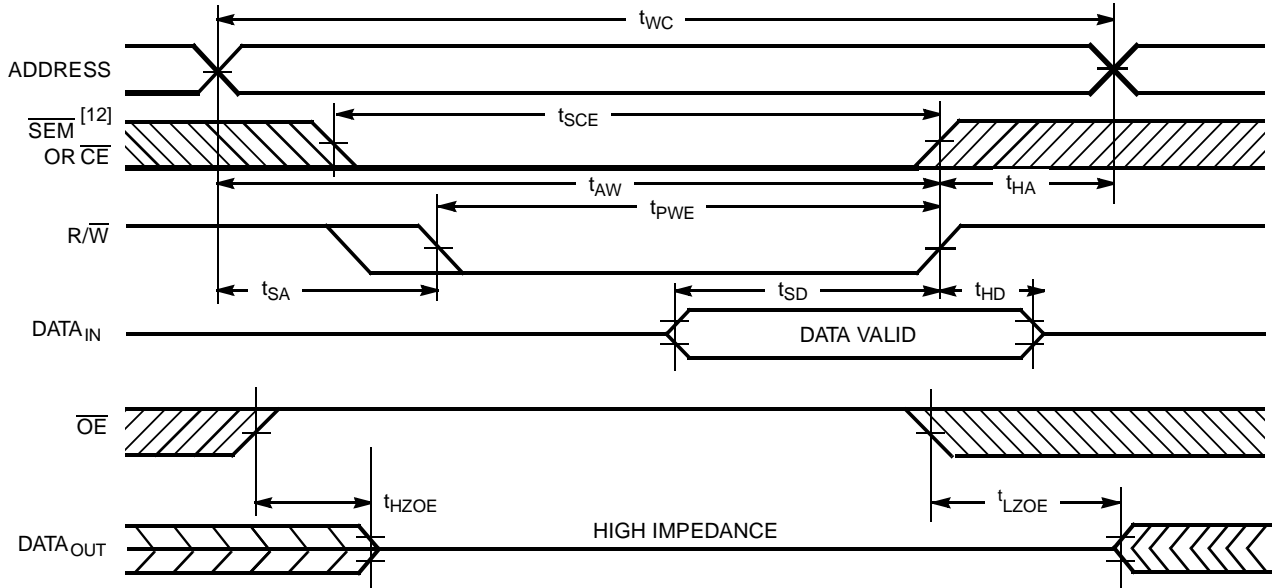 tWC
ADDRESS
tSCE
SEM [12]
OR CE
tAW
tHA
tPWE
R/W
tSA
tSD
tHD
DATAIN
DATA VALID
OE
tHZOE
tLZOE
HIGH IMPEDANCE
DATAOUT